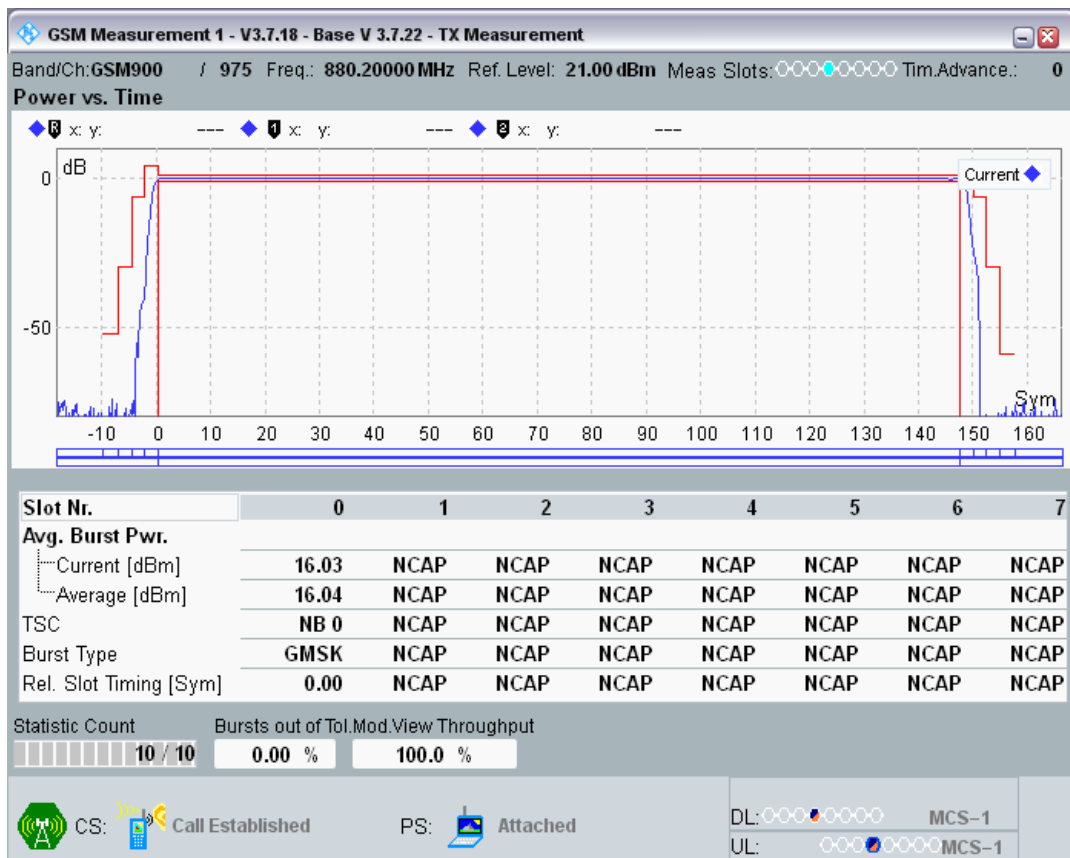 GSM Measurement 1 - V3.7.18 - Base V 3.7.22 - TX Measurement
Band/Ch:GSM900 / 975 Freq.: 880.20000 MHz Ref. Level: 21.00 dBm Meas Slots: Tim.Advance.: 0
Power vs. Time
R x: y: --- 1 x: y: --- 2 x: y: ---
dB
Current
0
-50
Sym
-10 0 10 20 30 40 50 60 70 80 90 100 110 120 130 140 150 160
Slot Nr. 0 1 2 3 4 5 6 7
Avg. Burst Pwr.
Current [dBm] 16.03 NCAP NCAP NCAP NCAP NCAP NCAP NCAP
Average [dBm] 16.04 NCAP NCAP NCAP NCAP NCAP NCAP NCAP
TSC NB 0 NCAP NCAP NCAP NCAP NCAP NCAP NCAP
Burst Type GMSK NCAP NCAP NCAP NCAP NCAP NCAP NCAP
Rel. Slot Timing [Sym] 0.00 NCAP NCAP NCAP NCAP NCAP NCAP NCAP
Statistic Count Bursts out of Tol. Mod.View Throughput
10 / 10 0.00 % 100.0 %
CS: Call Established PS: Attached
DL: MCS-1
UL: MCS-1